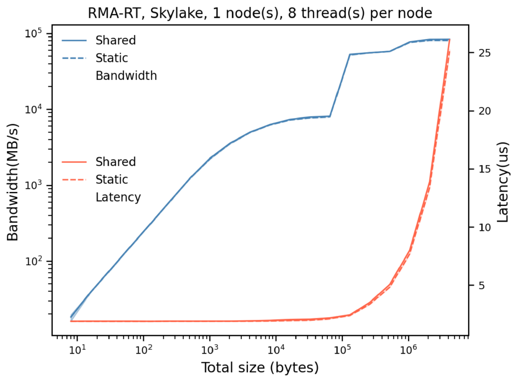 RMA-RT, Skylake, 1 node(s), 8 thread(s) per node
Bandwidth(MB/s)
10^5
10^4
10^3
10^2
Shared
Static
Bandwidth
Shared
Static
Latency
25
20
15
10
5
Latency(us)
10^1
10^2
10^3
10^4
10^5
10^6
Total size (bytes)